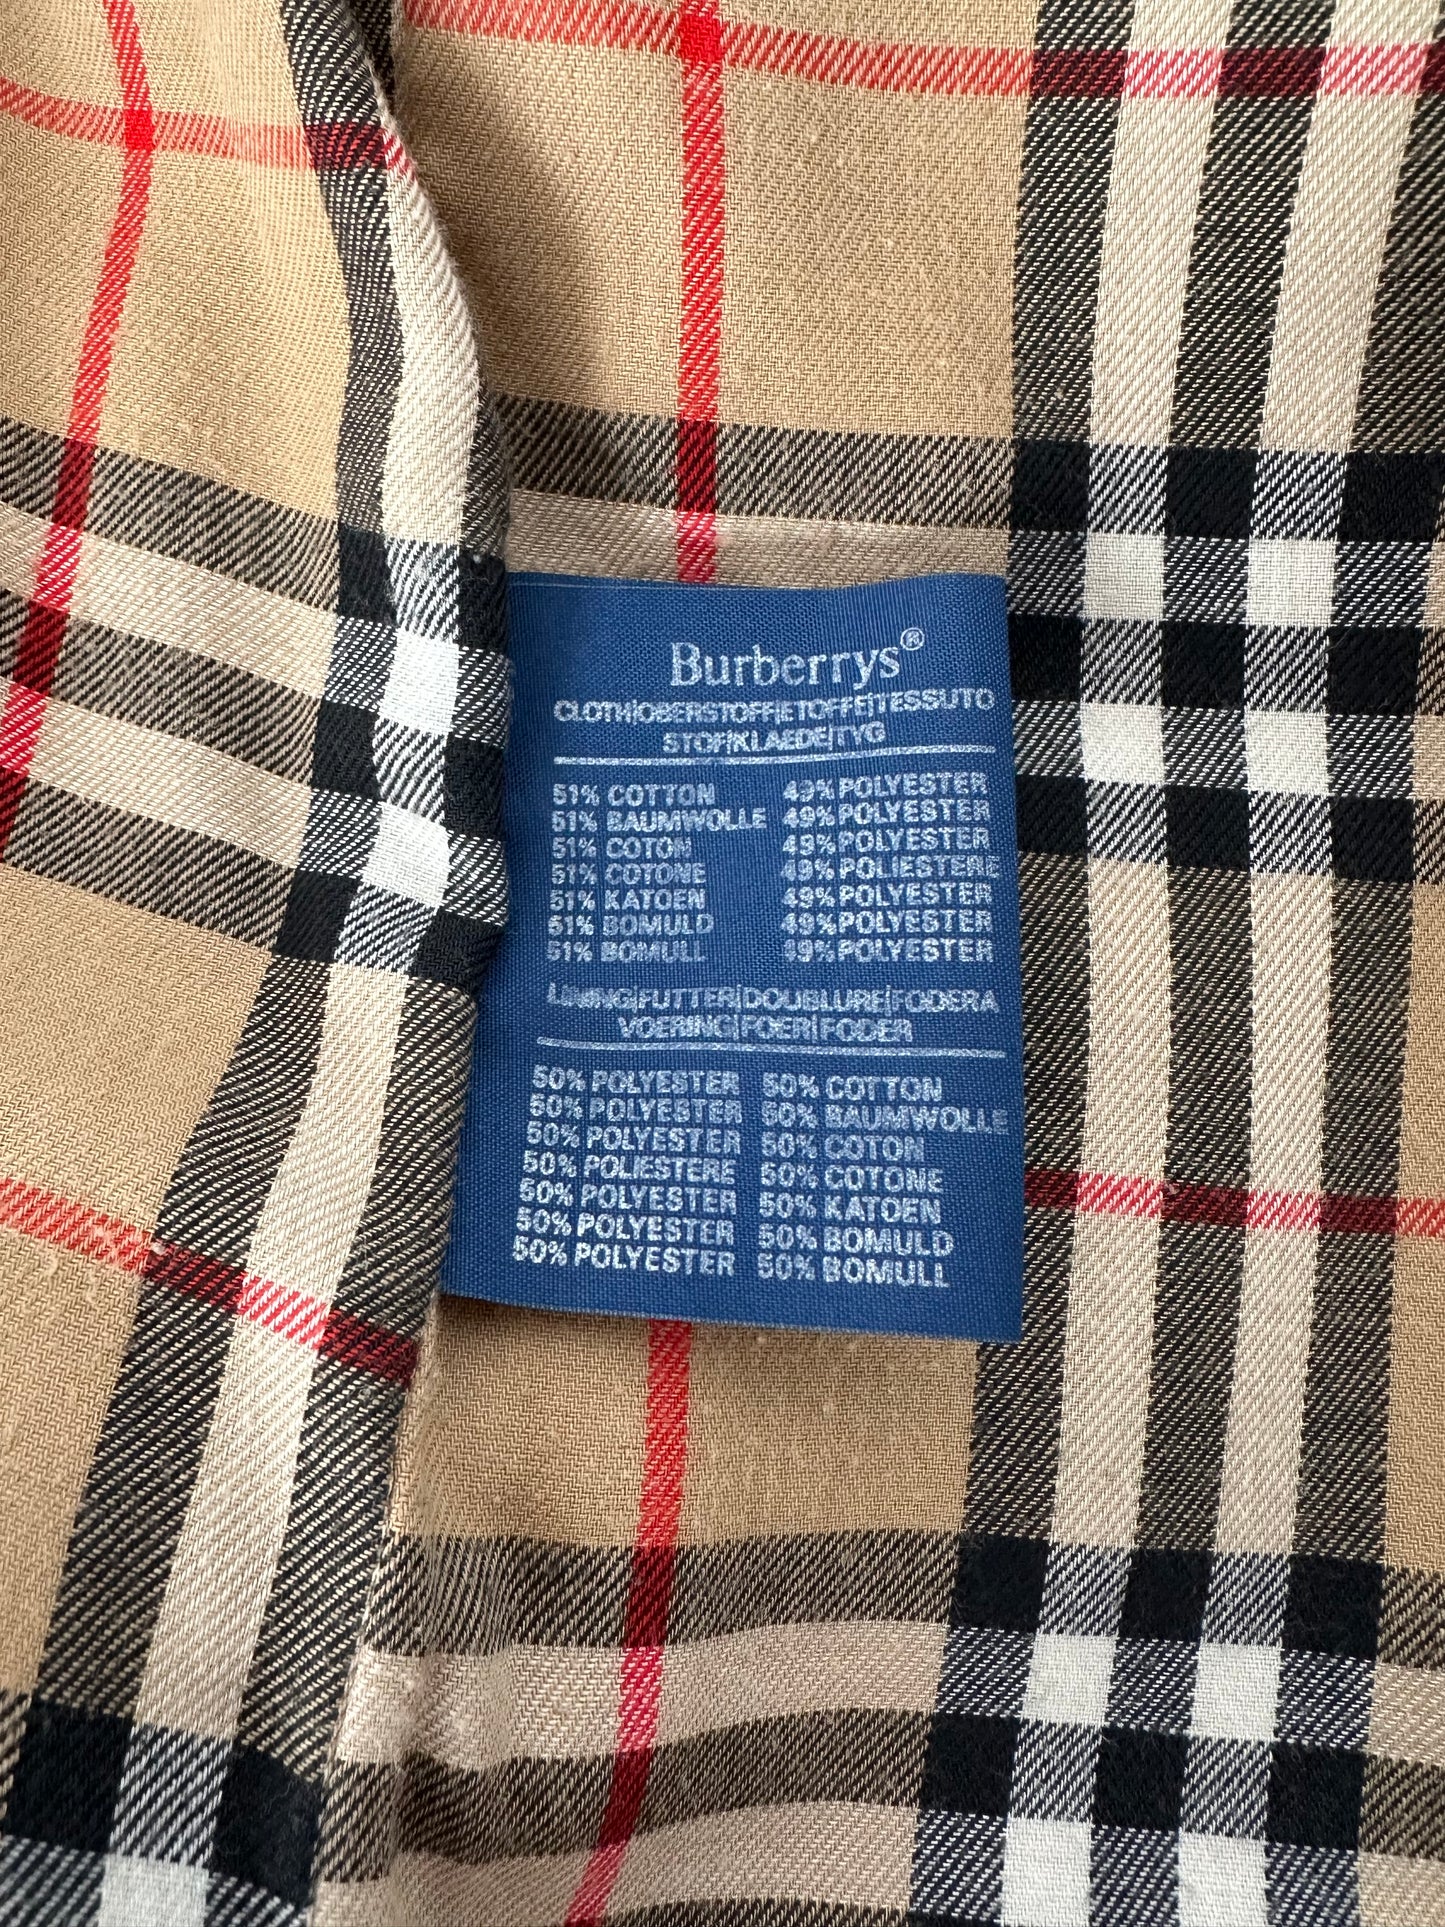 Burberrys®
CLOTH|OBERSTOFF|ETOFFE|TESSUTO
STOF|KLAEDE|TYG
51% COTTON 49% POLYESTER
51% BAUMWOLLE 49% POLYESTER
51% COTON 49% POLYESTER
51% COTONE 49% POLIESTERE
51% KATOEN 49% POLYESTER
51% BOMULD 49% POLYESTER
51% BOMULL 49% POLYESTER
LINING|FUTTER|DOUBLURE|FODERA
VOERING|FOER|FODER
50% POLYESTER 50% COTTON
50% POLYESTER 50% BAUMWOLLE
50% POLYESTER 50% COTON
50% POLIESTERE 50% COTONE
50% POLYESTER 50% KATOEN
50% POLYESTER 50% BOMULD
50% POLYESTER 50% BOMULL